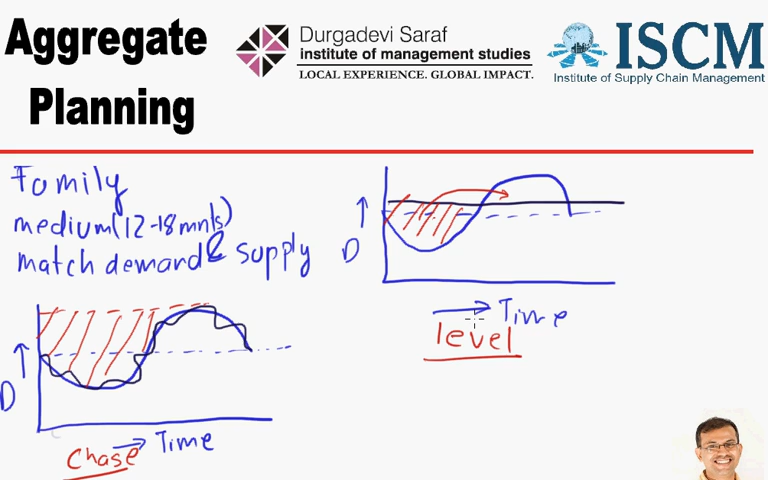 Aggregate
Planning
Durgadevi Saraf
institute of management studies
LOCAL EXPERIENCE. GLOBAL IMPACT.
ISCM
Institute of Supply Chain Management
Family
medium (12-18 mnts)
match demand & supply
D
Time
level
D
Time
Chase